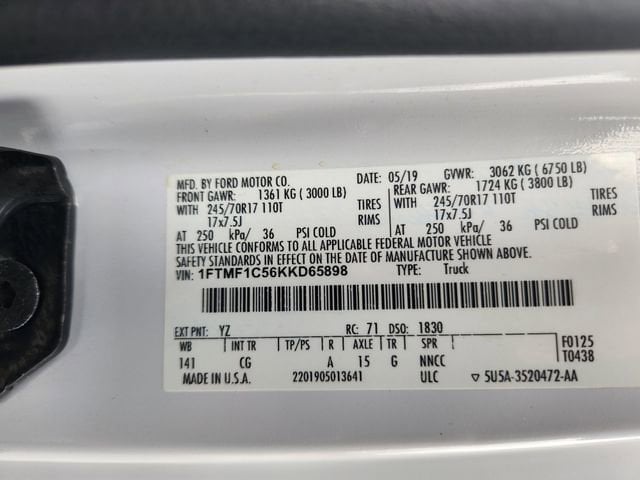 MFD. BY FORD MOTOR CO. DATE: 05/19 GVWR: 3062 KG ( 6750 LB)
FRONT GAWR: 1361 KG ( 3000 LB) REAR GAWR: 1724 KG ( 3800 LB)
WITH 245/70R17 110T TIRES WITH 245/70R17 110T TIRES
17x7.5J RIMS 17x7.5J RIMS
AT 250 kPa/ 36 PSI COLD AT 250 kPa/ 36 PSI COLD
THIS VEHICLE CONFORMS TO ALL APPLICABLE FEDERAL MOTOR VEHICLE
SAFETY STANDARDS IN EFFECT ON THE DATE OF MANUFACTURE SHOWN ABOVE.
VIN: 1FTMF1C56KKD65898 TYPE: Truck
EXT PNT: YZ RC: 71 DSO: 1830
WB INT TR TP/PS R AXLE TR SPR F0125
141 CG A 15 G NNCC T0438
MADE IN U.S.A. 2201905013641 ULC ▽ 5U5A-3520472-AA